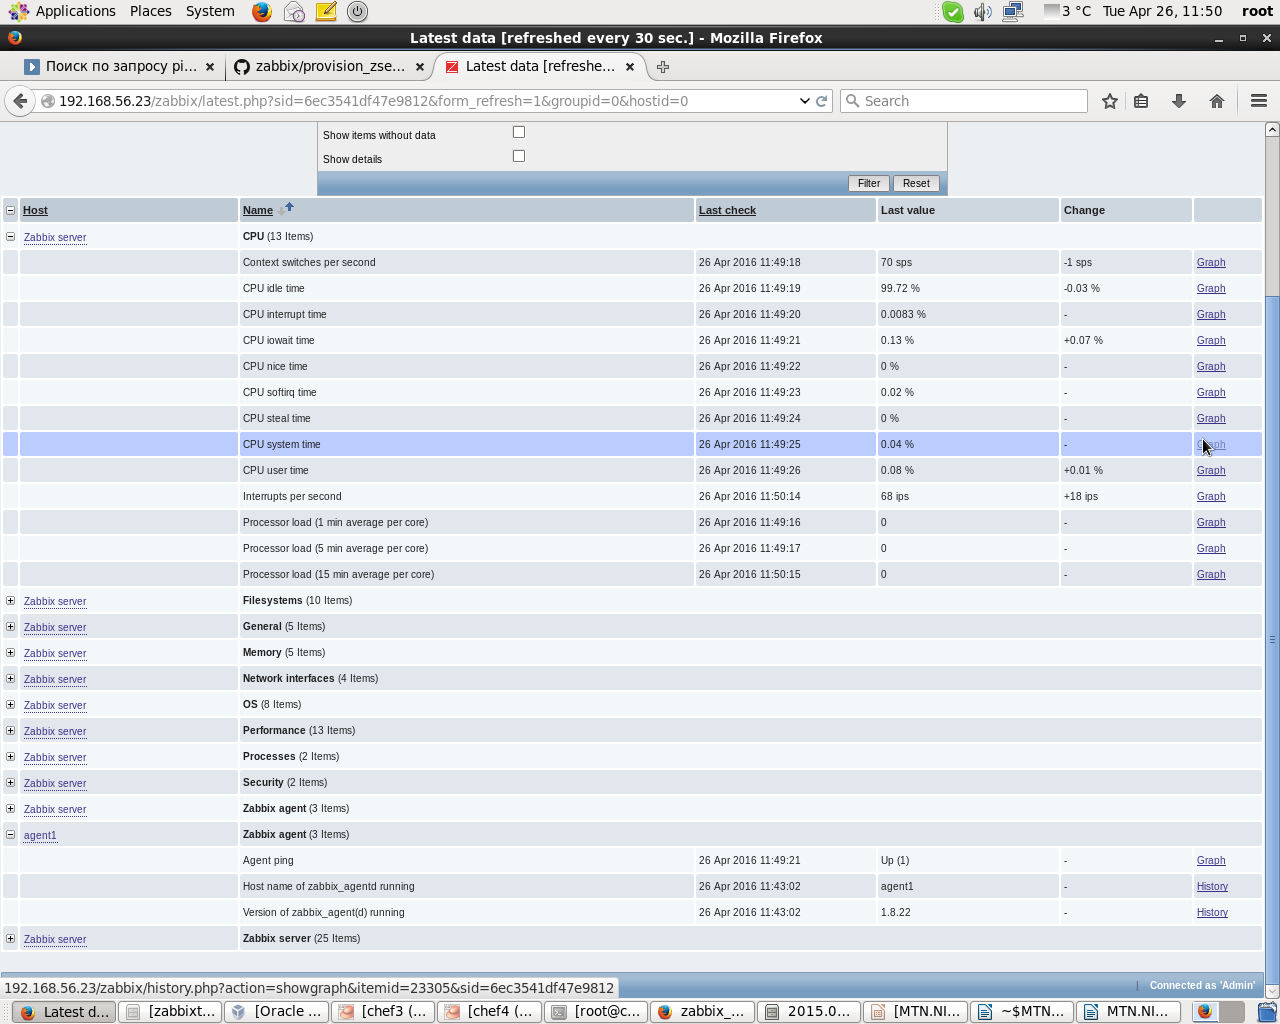 Applications Places System 3 °C Tue Apr 26, 11:50 root
Latest data [refreshed every 30 sec.] - Mozilla Firefox
Поиск по запросу pi... zabbix/provision_zse... Latest data [refreshe...
192.168.56.23/zabbix/latest.php?sid=6ec3541df47e9812&form_refresh=1&groupid=0&hostid=0 Search
Show items without data
Show details
Filter Reset
Host Name Last check Last value Change
Zabbix server CPU (13 Items)
Context switches per second 26 Apr 2016 11:49:18 70 sps -1 sps Graph
CPU idle time 26 Apr 2016 11:49:19 99.72 % -0.03 % Graph
CPU interrupt time 26 Apr 2016 11:49:20 0.0083 % - Graph
CPU iowait time 26 Apr 2016 11:49:21 0.13 % +0.07 % Graph
CPU nice time 26 Apr 2016 11:49:22 0 % - Graph
CPU softirq time 26 Apr 2016 11:49:23 0.02 % - Graph
CPU steal time 26 Apr 2016 11:49:24 0 % - Graph
CPU system time 26 Apr 2016 11:49:25 0.04 % - Graph
CPU user time 26 Apr 2016 11:49:26 0.08 % +0.01 % Graph
Interrupts per second 26 Apr 2016 11:50:14 68 ips +18 ips Graph
Processor load (1 min average per core) 26 Apr 2016 11:49:16 0 - Graph
Processor load (5 min average per core) 26 Apr 2016 11:49:17 0 - Graph
Processor load (15 min average per core) 26 Apr 2016 11:50:15 0 - Graph
Zabbix server Filesystems (10 Items)
Zabbix server General (5 Items)
Zabbix server Memory (5 Items)
Zabbix server Network interfaces (4 Items)
Zabbix server OS (8 Items)
Zabbix server Performance (13 Items)
Zabbix server Processes (2 Items)
Zabbix server Security (2 Items)
Zabbix server Zabbix agent (3 Items)
agent1 Zabbix agent (3 Items)
Agent ping 26 Apr 2016 11:49:21 Up (1) - Graph
Host name of zabbix_agentd running 26 Apr 2016 11:43:02 agent1 - History
Version of zabbix_agent(d) running 26 Apr 2016 11:43:02 1.8.22 - History
Zabbix server Zabbix server (25 Items)
192.168.56.23/zabbix/history.php?action=showgraph&itemid=23305&sid=6ec3541df47e9812 Connected as 'Admin'
Latest d... [zabbixt... [Oracle ... [chef3 (... [chef4 (... [root@c... zabbix_... 2015.0... [MTN.NI... ~$MTN... MTN.NI...